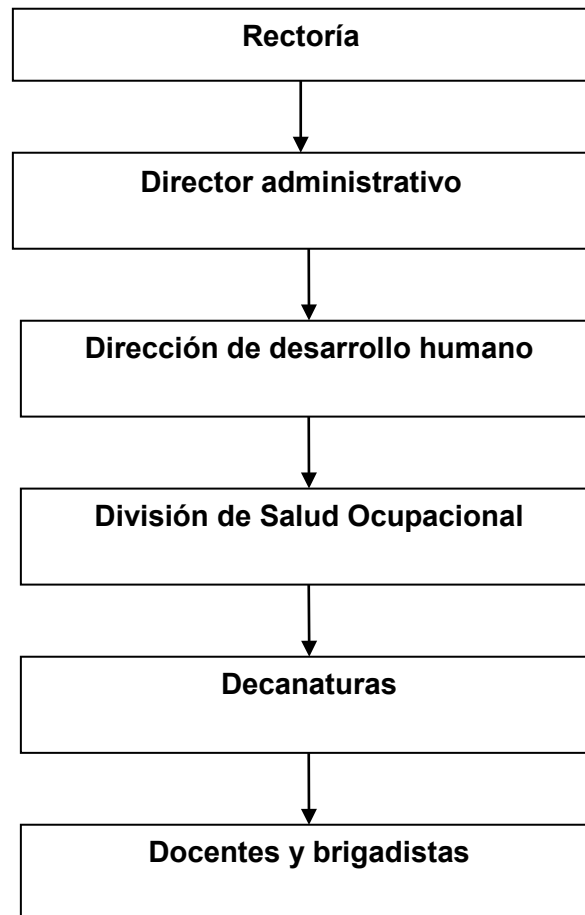 Rectoría
Director administrativo
Dirección de desarrollo humano
División de Salud Ocupacional
Decanaturas
Docentes y brigadistas